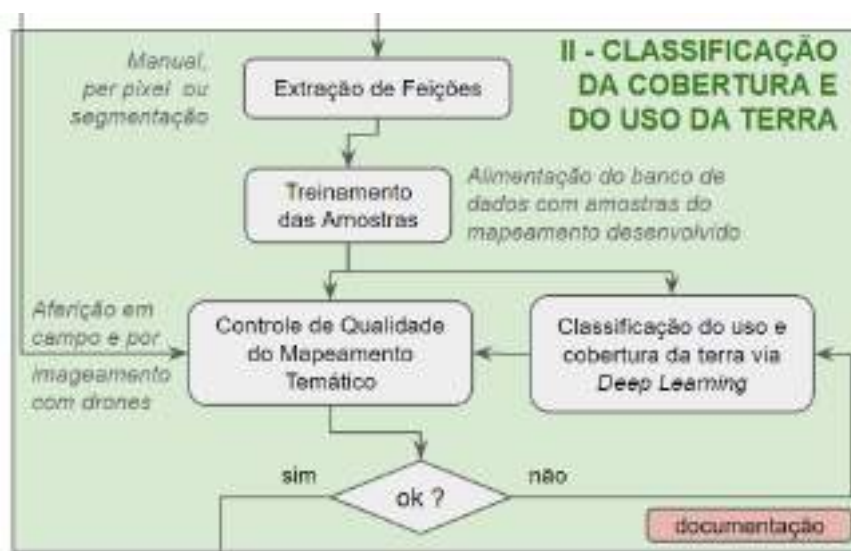 II - CLASSIFICAÇÃO
DA COBERTURA E
DO USO DA TERRA
Manual,
per pixel ou
segmentação
Extração de Feições
Treinamento
das Amostras
Alimentação do banco de
dados com amostras do
mapeamento desenvolvido
Aferição em
campo e por
imageamento
com drones
Controle de Qualidade
do Mapeamento
Temático
Classificação do uso e
cobertura da terra via
Deep Learning
sim
ok ?
não
documentação